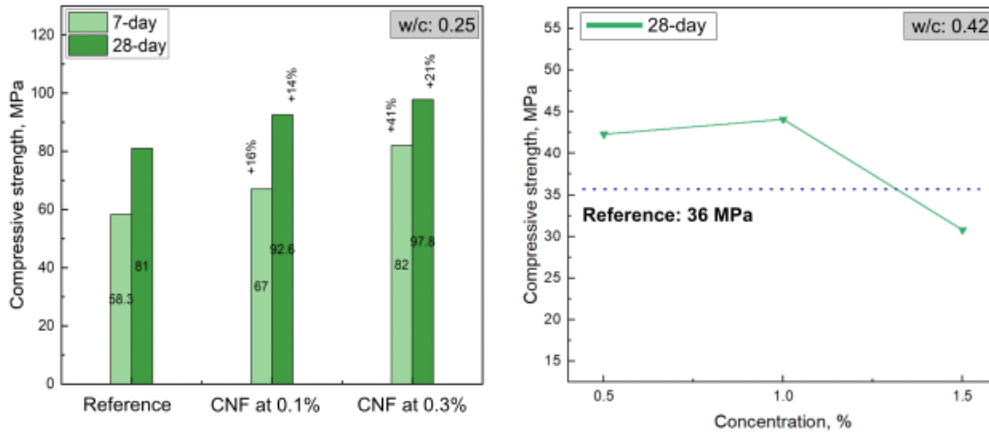 7-day
28-day
w/c: 0.25
Compressive strength, MPa
120
100
80
60
40
20
0
58.3
81
+16%
67
+14%
92.6
+41%
82
+21%
97.8
Reference
CNF at 0.1%
CNF at 0.3%
28-day
w/c: 0.42
Compressive strength, MPa
55
50
45
40
35
30
25
20
15
Reference: 36 MPa
0.5
1.0
1.5
Concentration, %